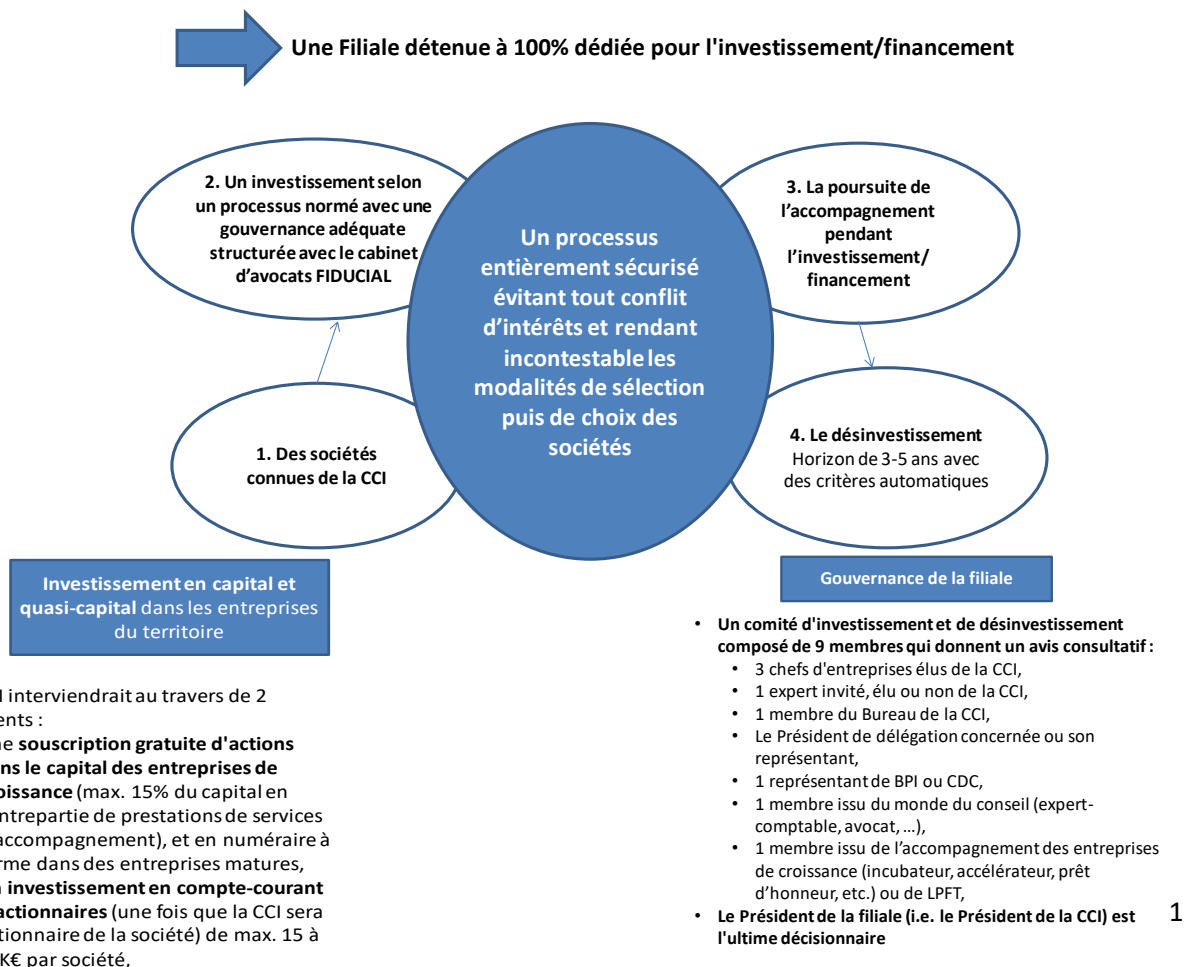 Une Filiale détenue à 100% dédiée pour l'investissement/financement
2. Un investissement selon
un processus normé avec une
gouvernance adéquate
structurée avec le cabinet
d'avocats FIDUCIAL
Un processus
entièrement sécurisé
évitant tout conflit
d'intérêts et rendant
incontestable les
modalités de sélection
puis de choix des
sociétés
3. La poursuite de
l'accompagnement
pendant
l'investissement/
financement
1. Des sociétés
connues de la CCI
4. Le désinvestissement
Horizon de 3-5 ans avec
des critères automatiques
Investissement en capital et
quasi-capital dans les entreprises
du territoire
interviendrait au travers de 2
:
souscription gratuite d'actions
le capital des entreprises de
(max. 15% du capital en
de prestations de services
accompagnement), et en numéraire à
dans des entreprises matures,
investissement en compte-courant
(une fois que la CCI sera
de la société) de max. 15 à
K€ par société,
Gouvernance de la filiale
• Un comité d'investissement et de désinvestissement
composé de 9 membres qui donnent un avis consultatif :
• 3 chefs d'entreprises élus de la CCI,
• 1 expert invité, élu ou non de la CCI,
• 1 membre du Bureau de la CCI,
• Le Président de délégation concernée ou son
représentant,
• 1 représentant de BPI ou CDC,
• 1 membre issu du monde du conseil (expert-
comptable, avocat, …),
• 1 membre issu de l'accompagnement des entreprises
de croissance (incubateur, accélérateur, prêt
d'honneur, etc.) ou de LPFT,
• Le Président de la filiale (i.e. le Président de la CCI) est
l'ultime décisionnaire
1